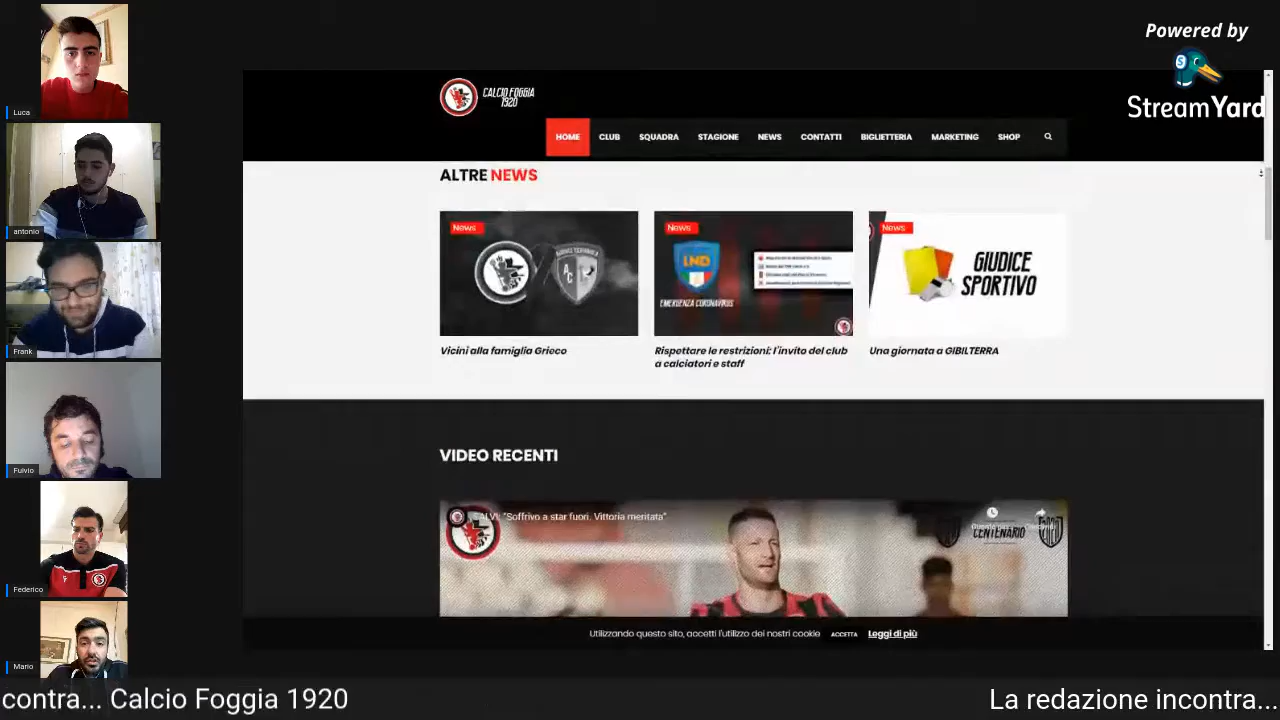 Powered by
StreamYard
Luca
antonio
Frank
Fulvio
Federico
Mario
CALCIO FOGGIA
1920
HOME CLUB SQUADRA STAGIONE NEWS CONTATTI BIGLIETTERIA MARKETING SHOP
ALTRE NEWS
News
News
LND
EMERGENZA CORONAVIRUS
News
GIUDICE
SPORTIVO
Vicini alla famiglia Grieco
Rispettare le restrizioni: l'invito del club
a calciatori e staff
Una giornata a GIBILTERRA
VIDEO RECENTI
SALVI: "Soffrivo a star fuori. Vittoria meritata"
CENTENARIO
Utilizzando questo sito, accetti l'utilizzo dei nostri cookie ACCETTA Leggi di più
contra... Calcio Foggia 1920
La redazione incontra...